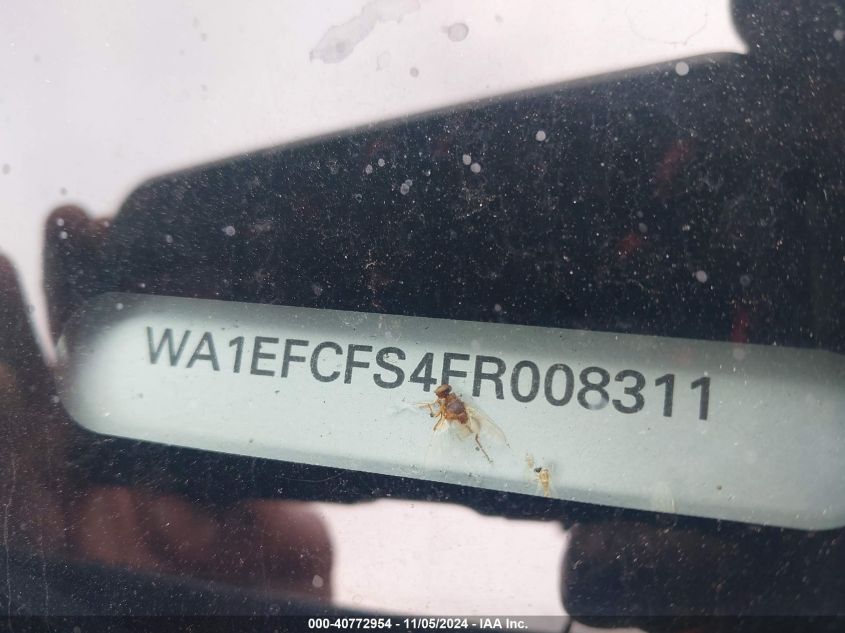 WA1EFCFS4FR008311
000-40772954 - 11/05/2024 - IAA Inc.